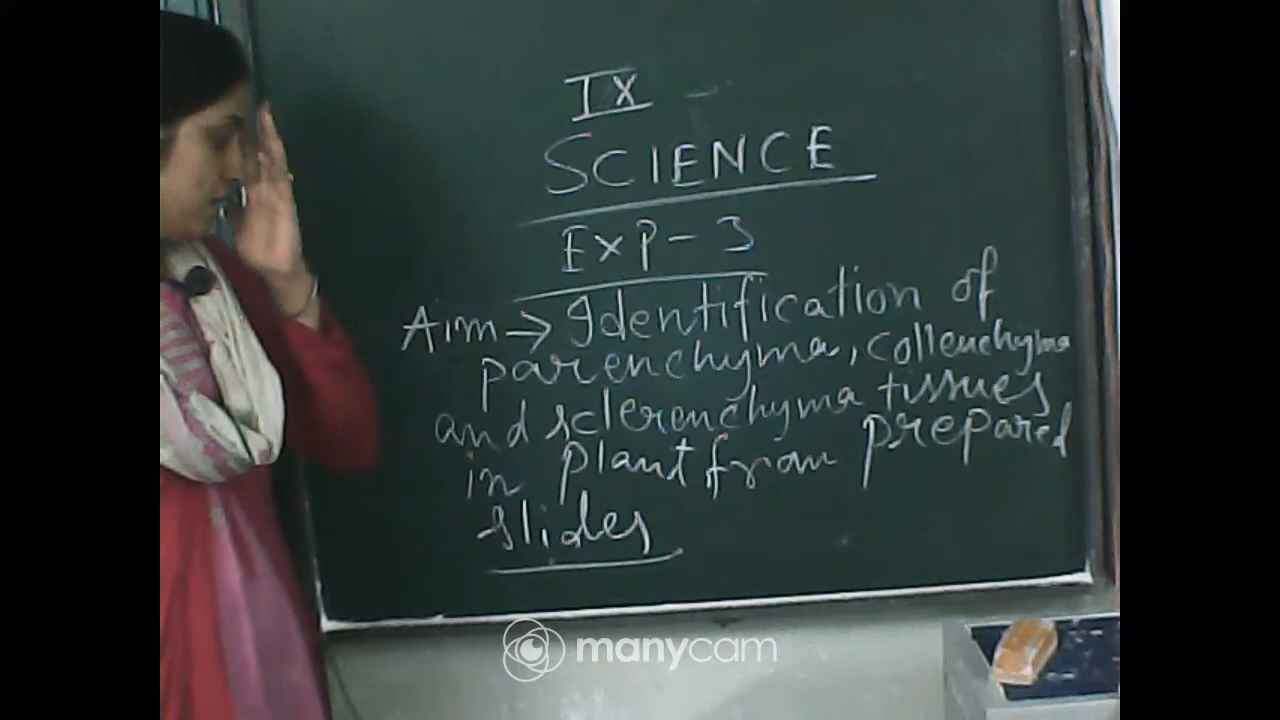 IX
SCIENCE
Exp - 3
Aim → Identification of
parenchyma, collenchyma
and sclerenchyma tissues
in plant from prepared
slides
manycam